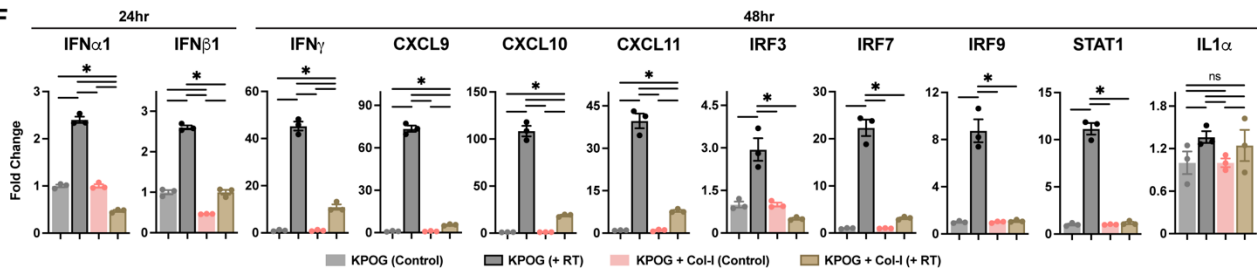 F
24hr 48hr
IFNα1 IFNβ1 IFNγ CXCL9 CXCL10 CXCL11 IRF3 IRF7 IRF9 STAT1 IL1α
* * * * * * * * * * ns
3 3 60 90 150 45 4.5 30 12 15 1.8
2 2 40 60 100 30 3.0 20 8 10 1.2
1 1 20 30 50 15 1.5 10 4 5 0.6
0 0 0 0 0 0 0 0 0 0 0.0
Fold Change
KPOG (Control) KPOG (+ RT) KPOG + Col-I (Control) KPOG + Col-I (+ RT)